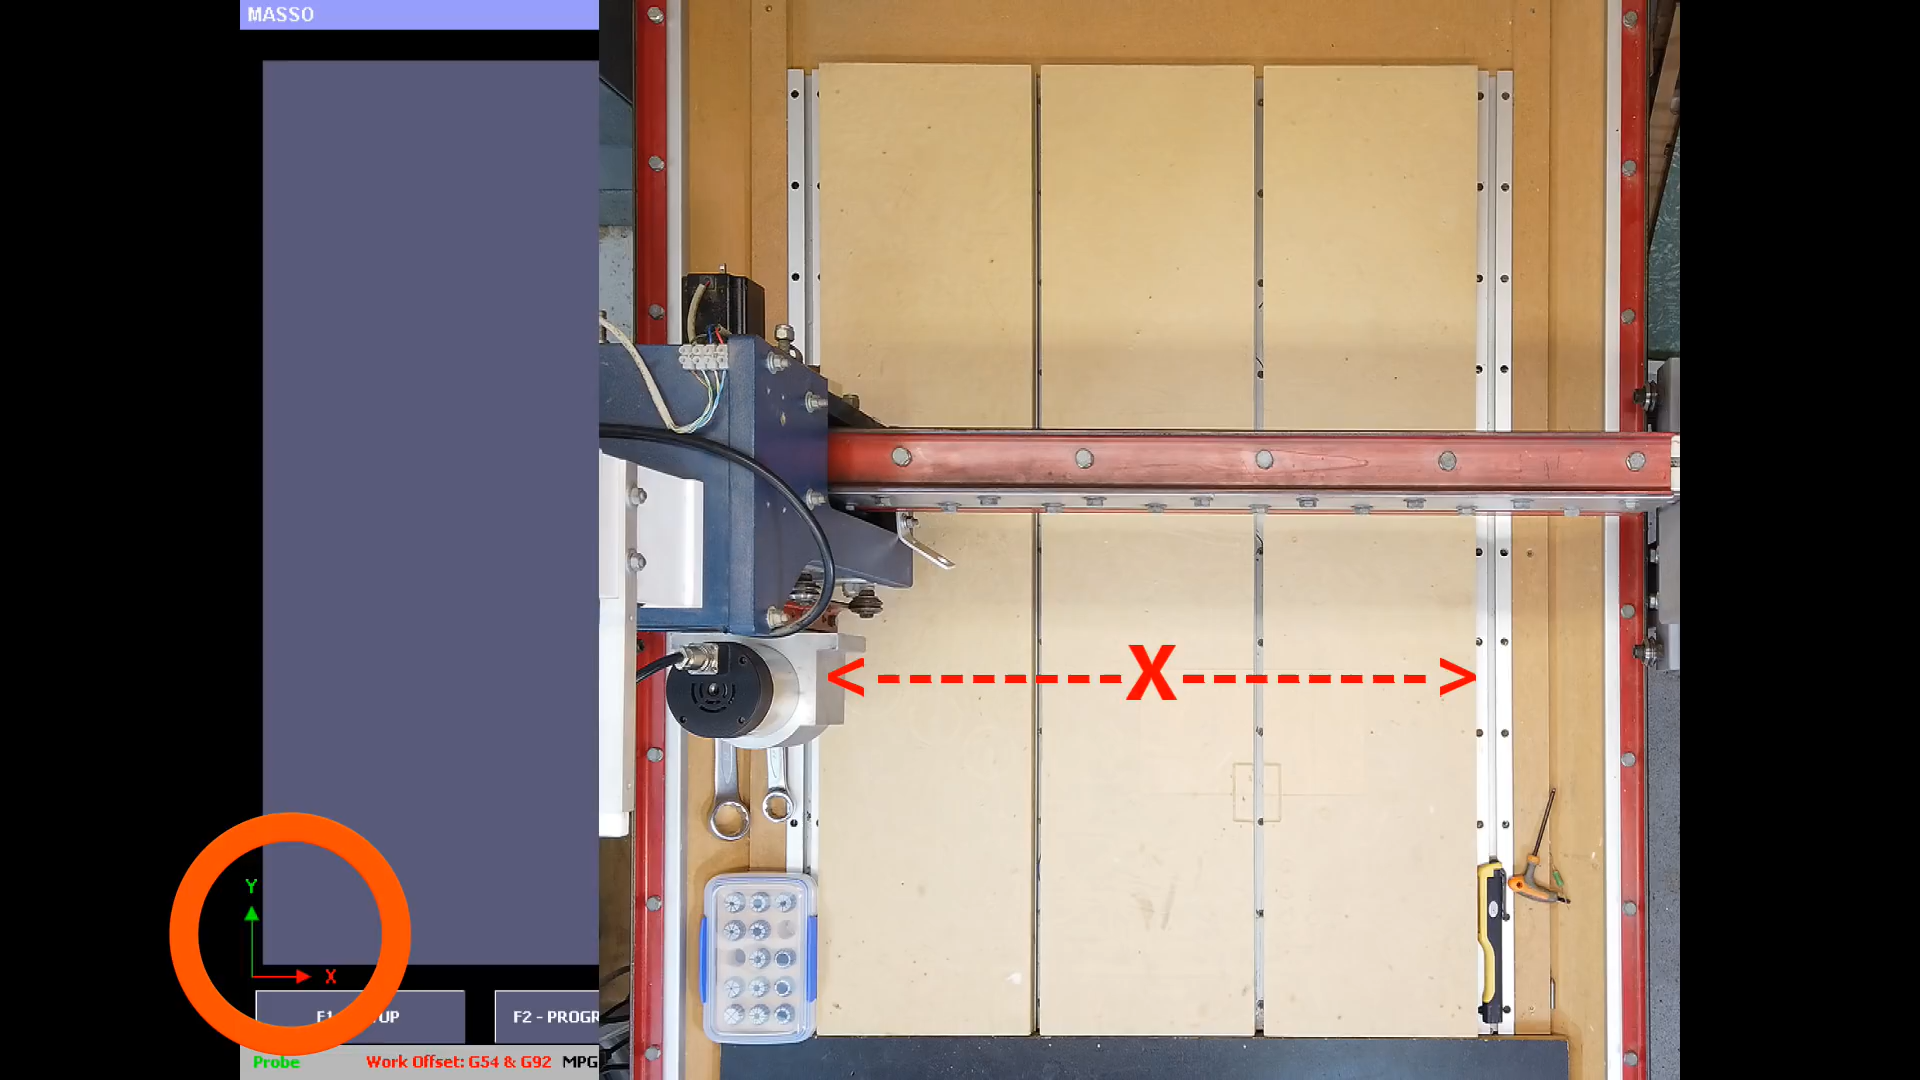 MASSO
<-------X------->
Y
X
F2 - PROGR
Probe
Work Offset: G54 & G92
MPG